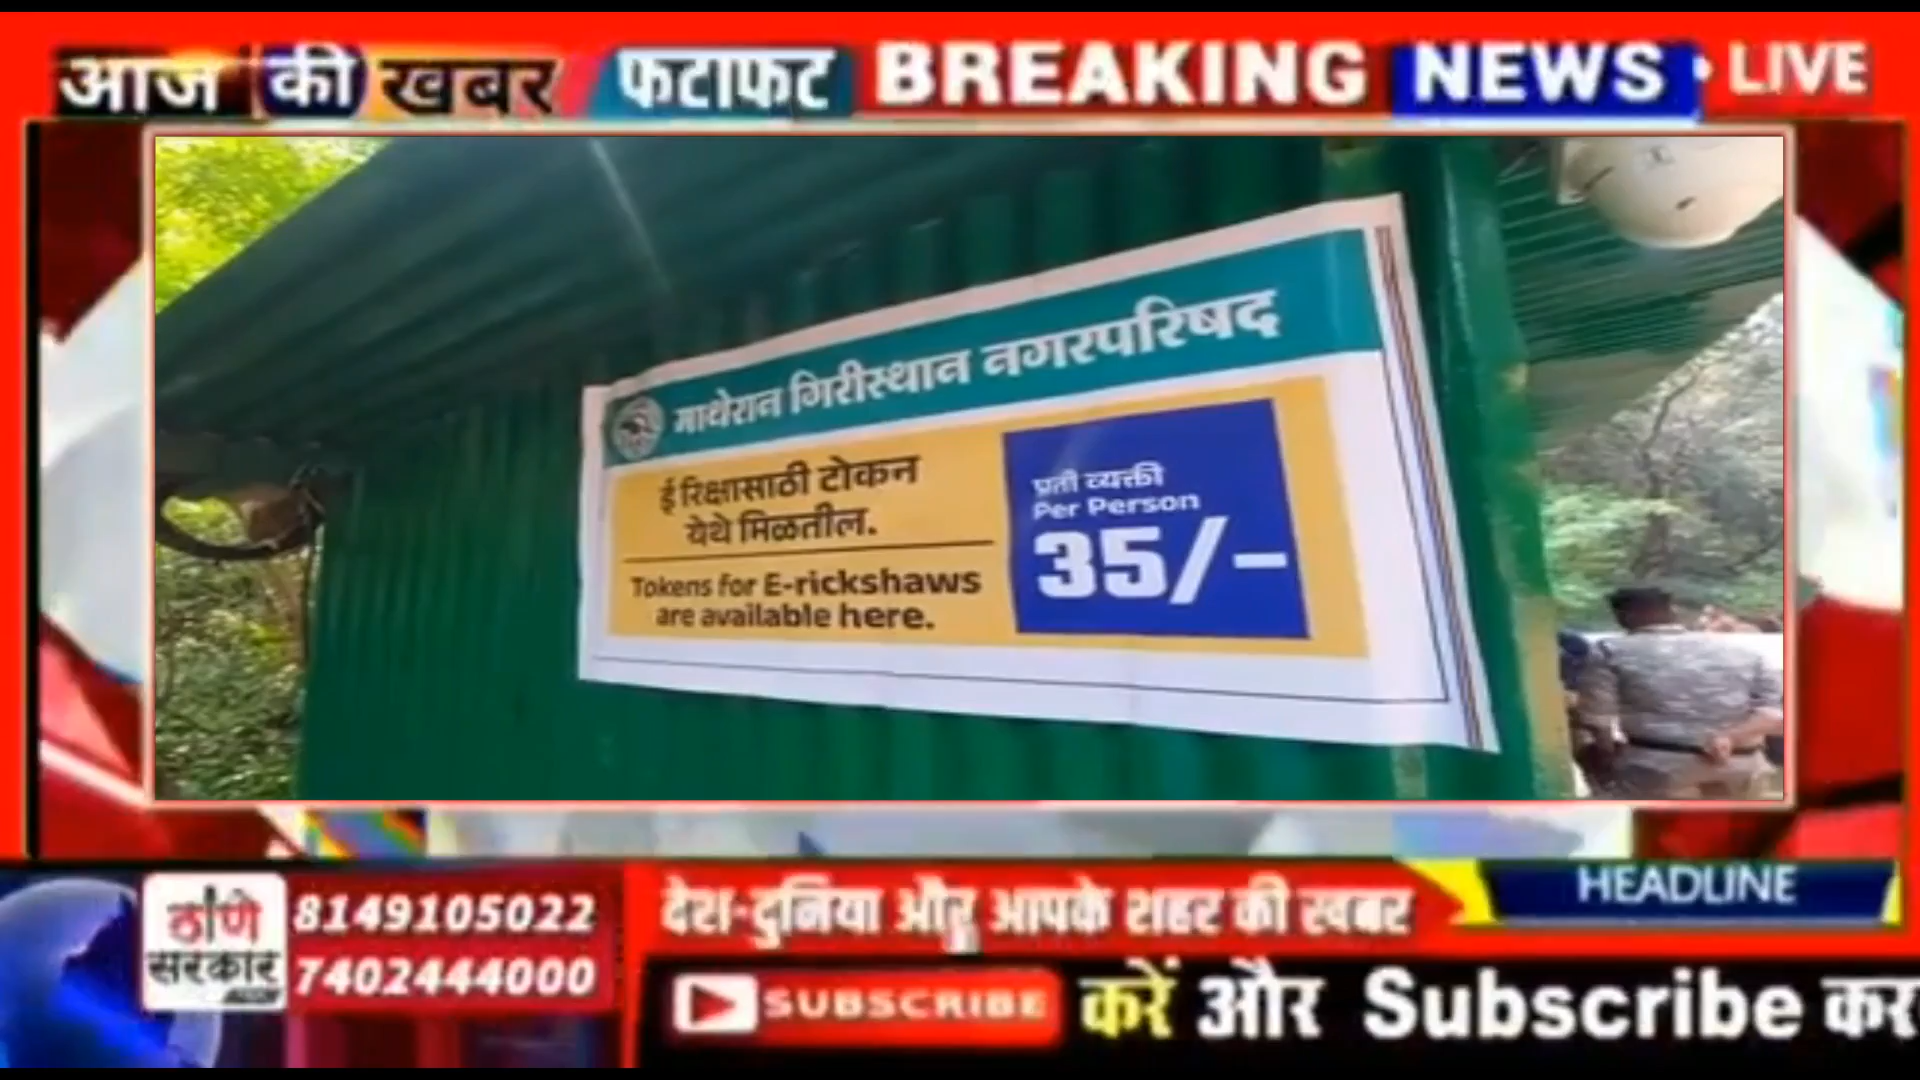 आज की खबर फटाफट BREAKING NEWS LIVE
माथेरान गिरीस्थान नगरपरिषद
ई रिक्षासाठी टोकन
येथे मिळतील.
Tokens for E-rickshaws
are available here.
प्रती व्यक्ती
Per Person
35/-
ठाणे
सरकार
8149105022
7402444000
देश-दुनिया और आपके शहर की खबर
HEADLINE
SUBSCRIBE करें और Subscribe कर